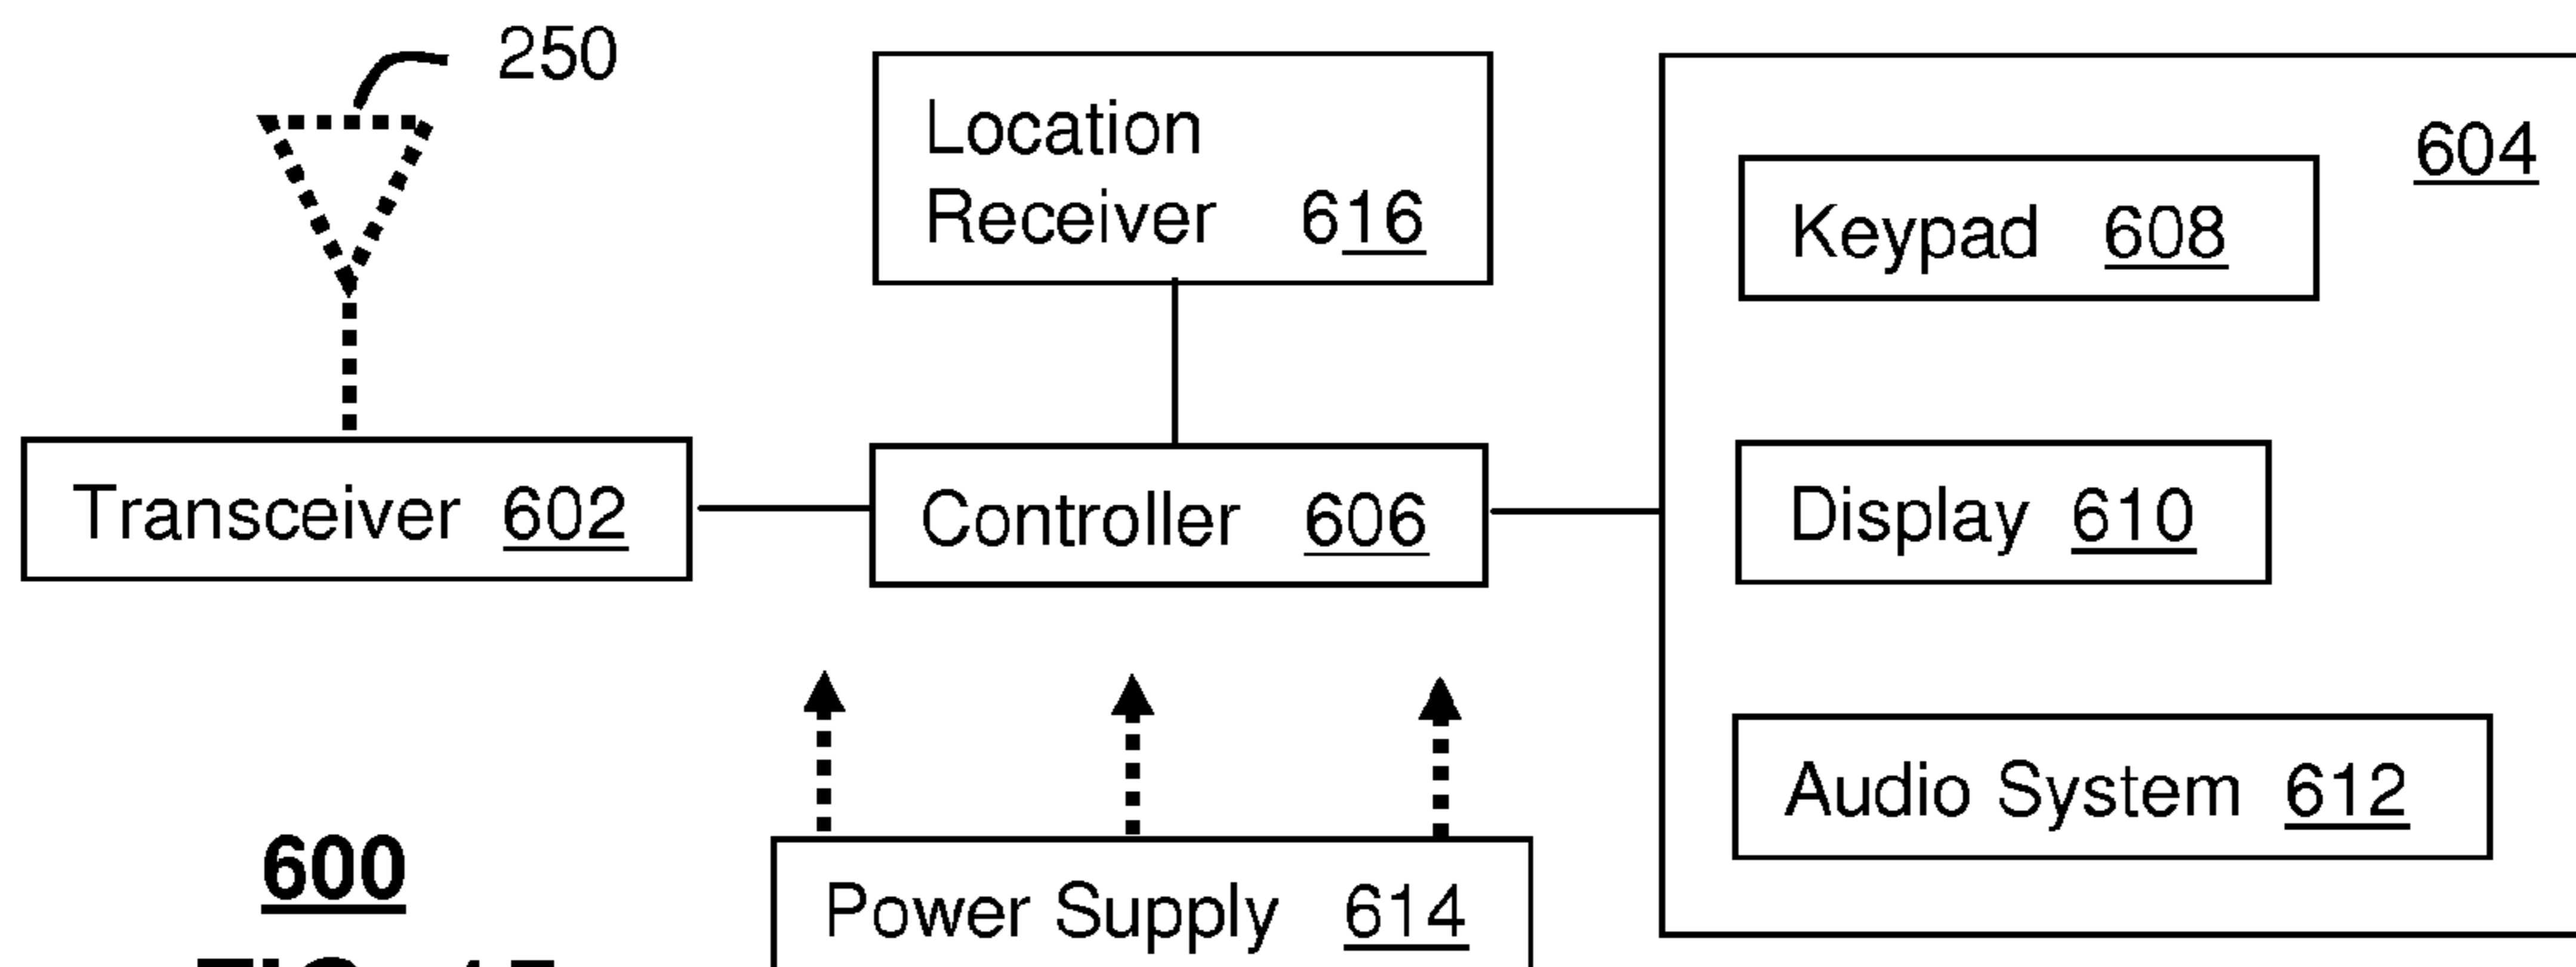 250
Location
Receiver 616
604
Keypad 608
Transceiver 602
Controller 606
Display 610
Audio System 612
600
Power Supply 614